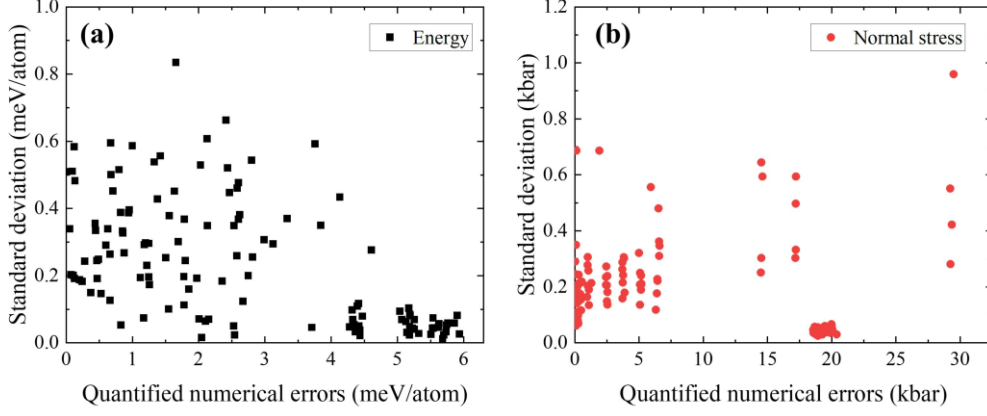 (a)
Energy
1.0
0.8
0.6
0.4
0.2
0.0
Standard deviation (meV/atom)
0 1 2 3 4 5 6
Quantified numerical errors (meV/atom)
(b)
Normal stress
1.2
1.0
0.8
0.6
0.4
0.2
0.0
Standard deviation (kbar)
0 5 10 15 20 25 30
Quantified numerical errors (kbar)